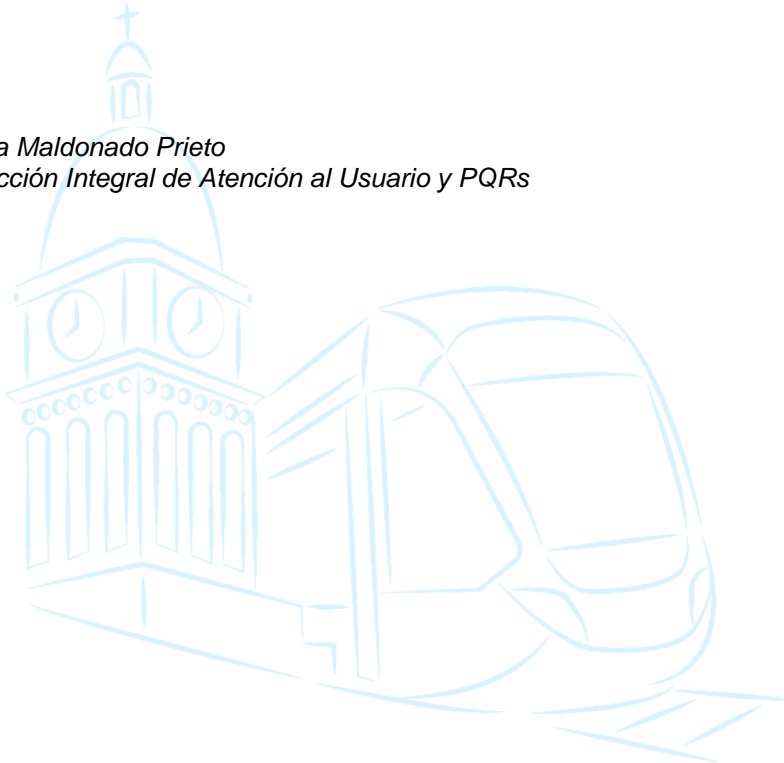 a Maldonado Prieto
cción Integral de Atención al Usuario y PQRs